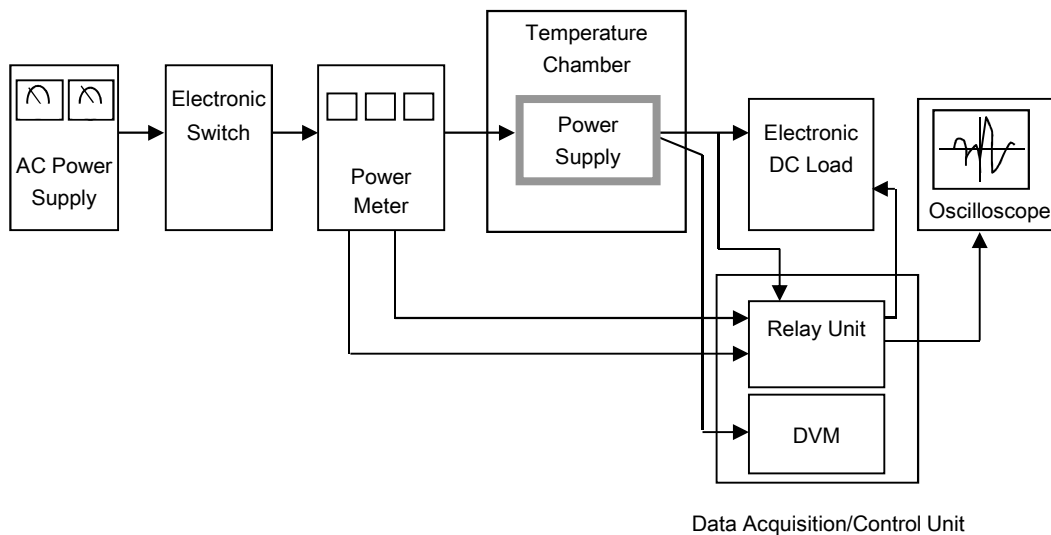 Temperature
Chamber
Electronic
Switch
Power
Supply
Electronic
DC Load
AC Power
Supply
Power
Meter
Oscilloscope
Relay Unit
DVM
Data Acquisition/Control Unit